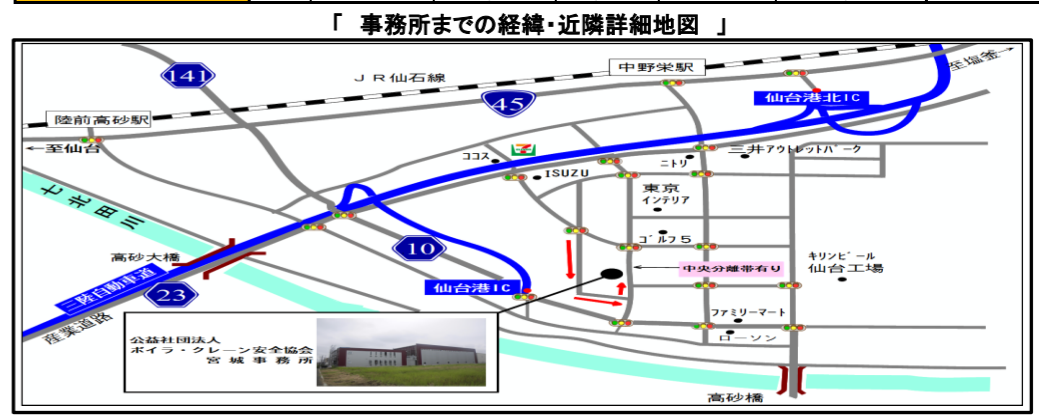 「 事務所までの経緯・近隣詳細地図 」
141
JR仙石線
中野栄駅
至塩釜
45
仙台港北IC
陸前高砂駅
←至仙台
ココス
ISUZU
ニトリ
三井アウトレットパーク
七北田川
東京
インテリア
ゴルフ5
10
高砂大橋
キリンビール
仙台工場
中央分離帯有り
三陸自動車道
23
仙台港IC
産業道路
ファミリーマート
ローソン
公益社団法人
ボイラ・クレーン安全協会
宮城事務所
高砂橋